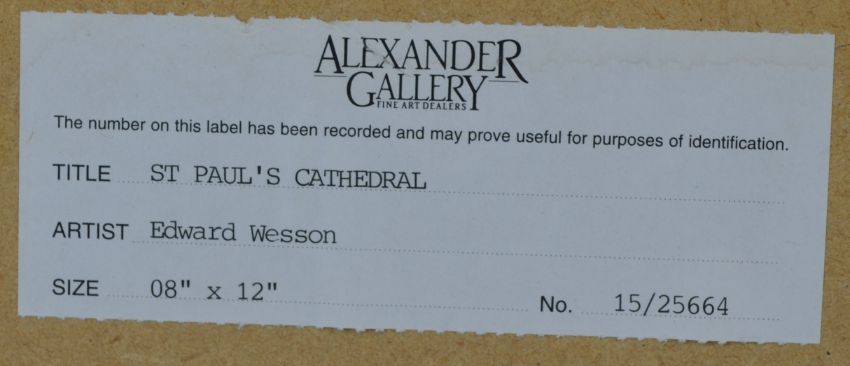 ALEXANDER
GALLERY
FINE ART DEALERS
The number on this label has been recorded and may prove useful for purposes of identification.
TITLE ST PAUL'S CATHEDRAL
ARTIST Edward Wesson
SIZE 08" x 12" No. 15/25664